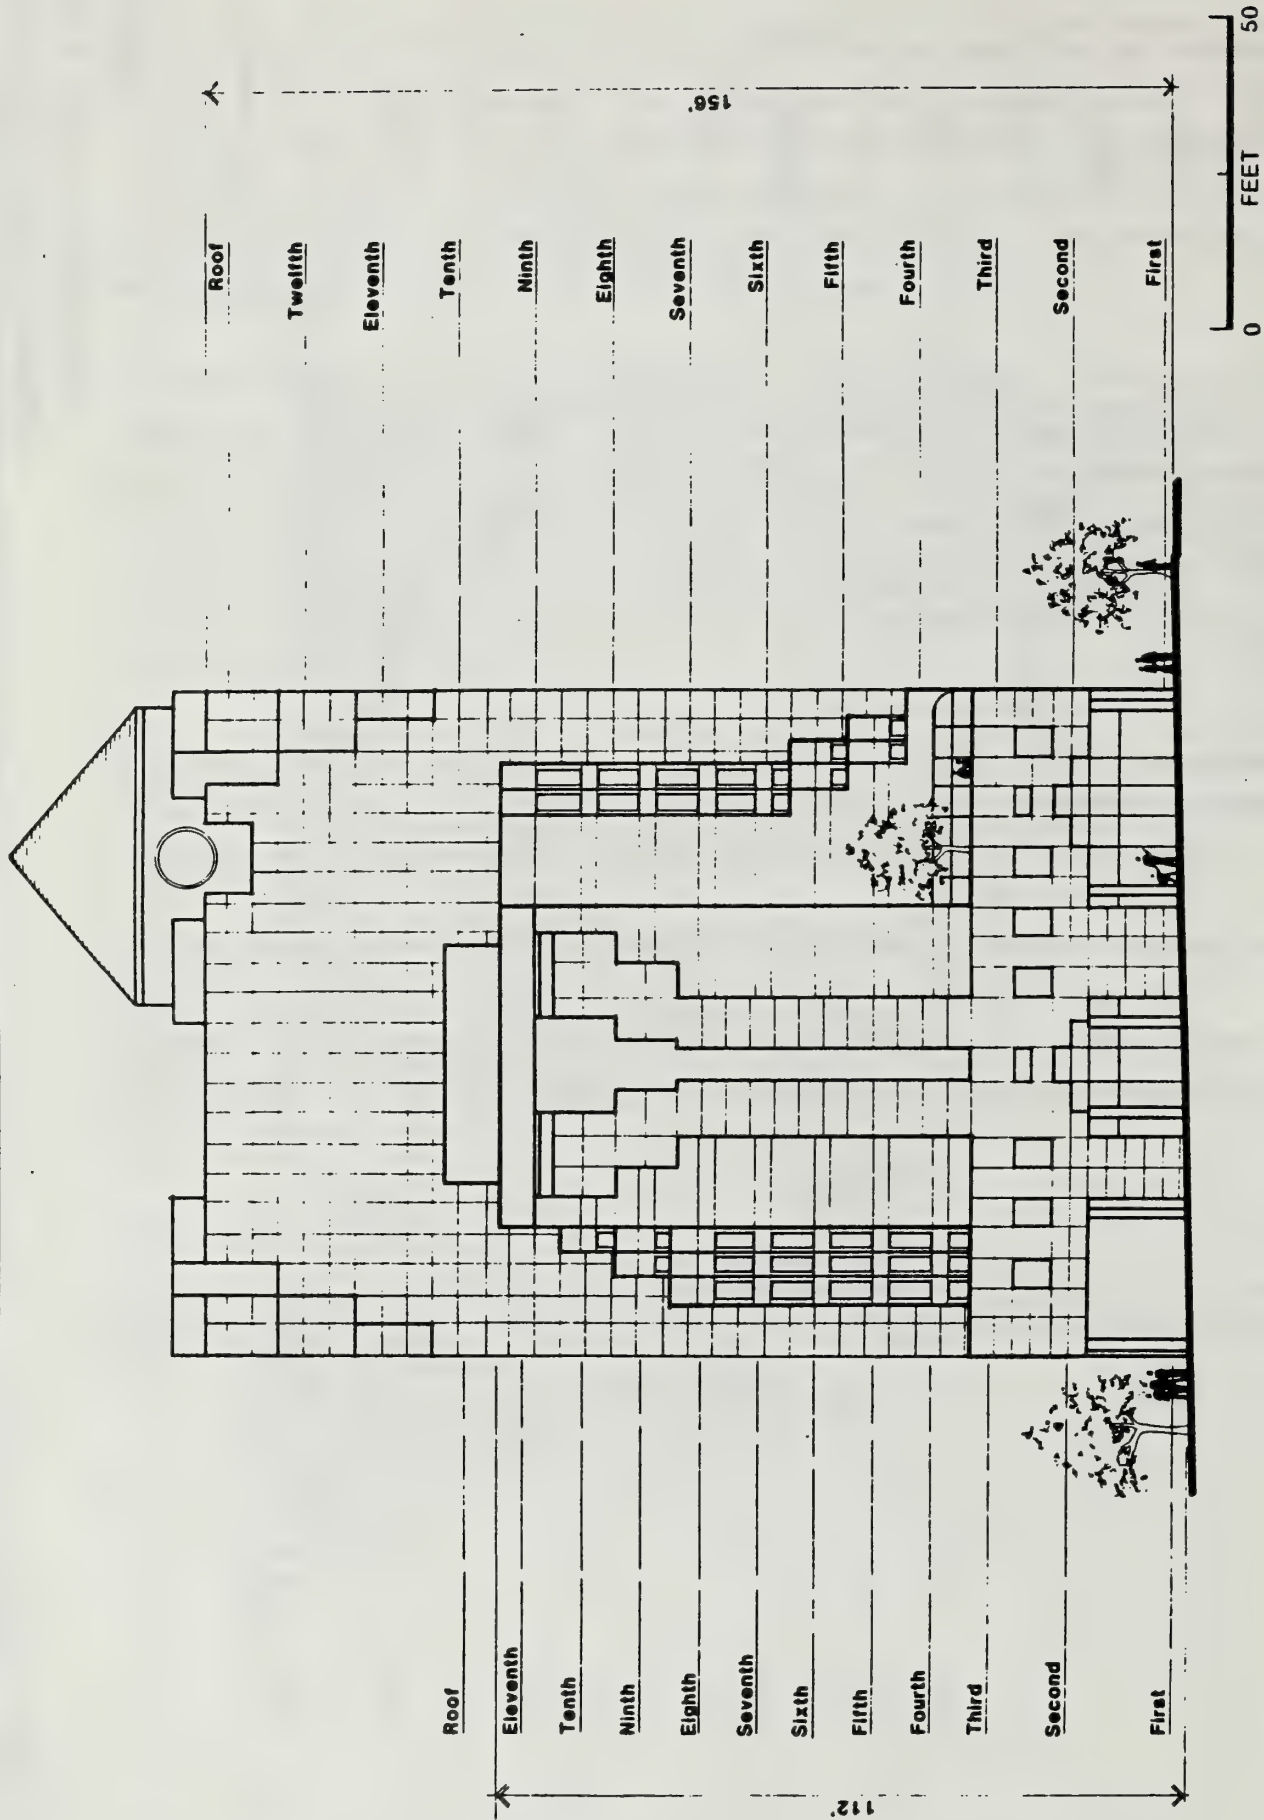 Roof
Eleventh
Tenth
Ninth
Eighth
Seventh
Sixth
Fifth
Fourth
Third
Second
First
112'
Roof
Twelfth
Eleventh
Tenth
Ninth
Eighth
Seventh
Sixth
Fifth
Fourth
Third
Second
First
156'
0 50
FEET